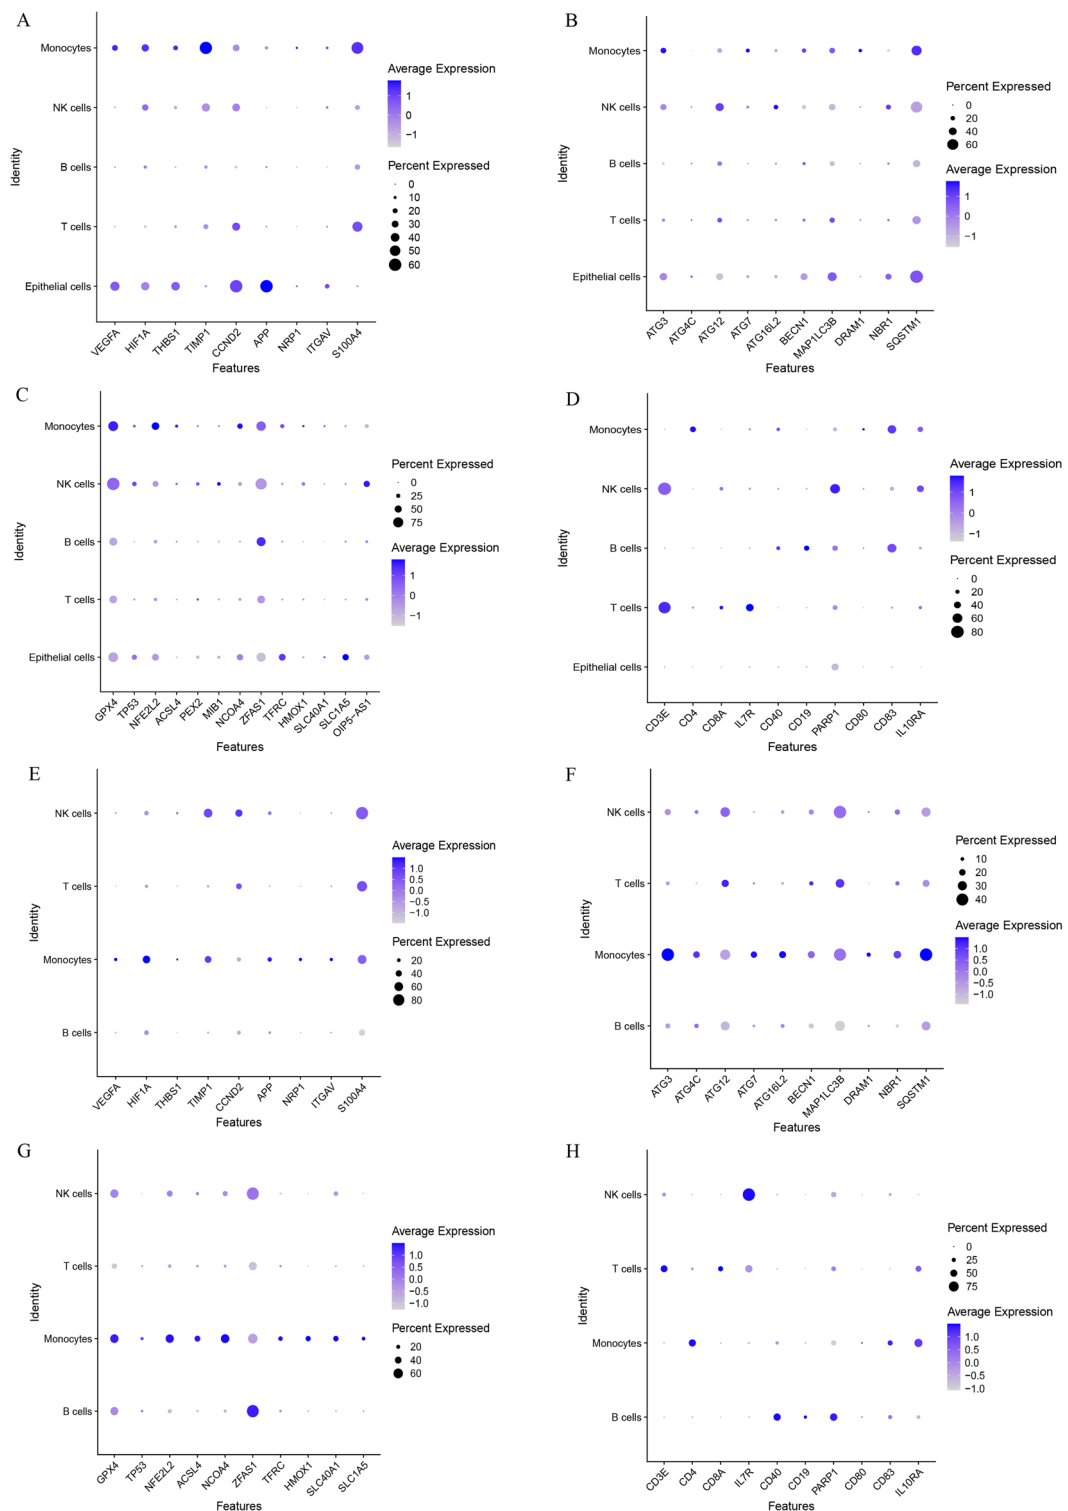 A
Monocytes
NK cells
B cells
T cells
Epithelial cells
Identity
VEGFA
HIF1A
THBS1
TIMP1
CCND2
APP
NRP1
ITGAV
S100A4
Features
Average Expression
1
0
−1
Percent Expressed
0
10
20
30
40
50
60
B
Monocytes
NK cells
B cells
T cells
Epithelial cells
Identity
ATG3
ATG4C
ATG12
ATG7
ATG16L2
BECN1
MAP1LC3B
DRAM1
NBR1
SQSTM1
Features
Percent Expressed
0
20
40
60
Average Expression
1
0
−1
C
Monocytes
NK cells
B cells
T cells
Epithelial cells
Identity
GPX4
TP53
NFE2L2
ACSL4
PEX2
MIB1
NCOA4
ZFAS1
TFRC
HMOX1
SLC40A1
SLC1A5
OIP5-AS1
Features
Percent Expressed
0
25
50
75
Average Expression
1
0
−1
D
Monocytes
NK cells
B cells
T cells
Epithelial cells
Identity
CD3E
CD4
CD8A
IL7R
CD40
CD19
PARP1
CD80
CD83
IL10RA
Features
Average Expression
1
0
−1
Percent Expressed
0
20
40
60
80
E
NK cells
T cells
Monocytes
B cells
Identity
VEGFA
HIF1A
THBS1
TIMP1
CCND2
APP
NRP1
ITGAV
S100A4
Features
Average Expression
1.0
0.5
0.0
−0.5
−1.0
Percent Expressed
20
40
60
80
F
NK cells
T cells
Monocytes
B cells
Identity
ATG3
ATG4C
ATG12
ATG7
ATG16L2
BECN1
MAP1LC3B
DRAM1
NBR1
SQSTM1
Features
Percent Expressed
10
20
30
40
Average Expression
1.0
0.5
0.0
−0.5
−1.0
G
NK cells
T cells
Monocytes
B cells
Identity
GPX4
TP53
NFE2L2
ACSL4
NCOA4
ZFAS1
TFRC
HMOX1
SLC40A1
SLC1A5
Features
Average Expression
1.0
0.5
0.0
−0.5
−1.0
Percent Expressed
20
40
60
H
NK cells
T cells
Monocytes
B cells
Identity
CD3E
CD4
CD8A
IL7R
CD40
CD19
PARP1
CD80
CD83
IL10RA
Features
Percent Expressed
0
25
50
75
Average Expression
1.0
0.5
0.0
−0.5
−1.0